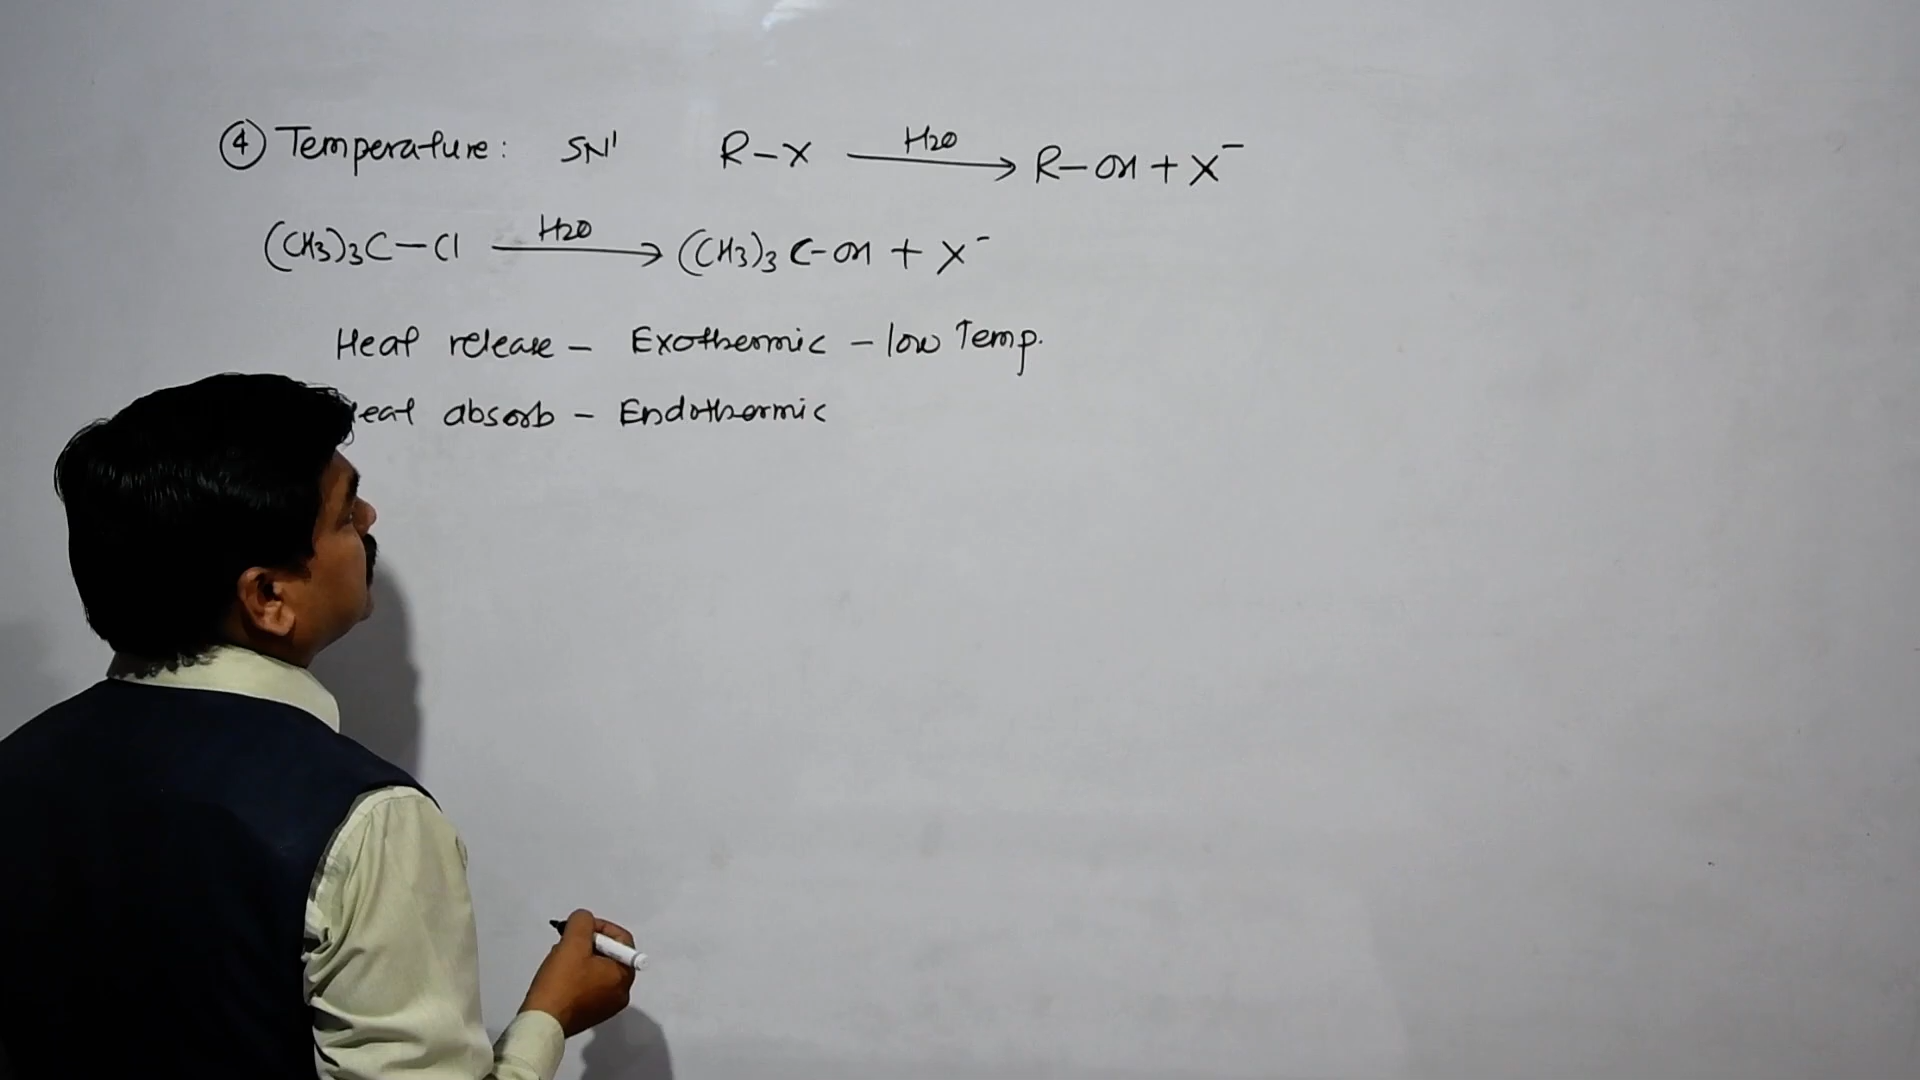 ④ Temperature: SN¹ R-X H2O → R-OH + X⁻
(CH3)3C-Cl H2O → (CH3)3C-OH + X⁻
Heat release - Exothermic - low Temp.
eat absorb - Endothermic